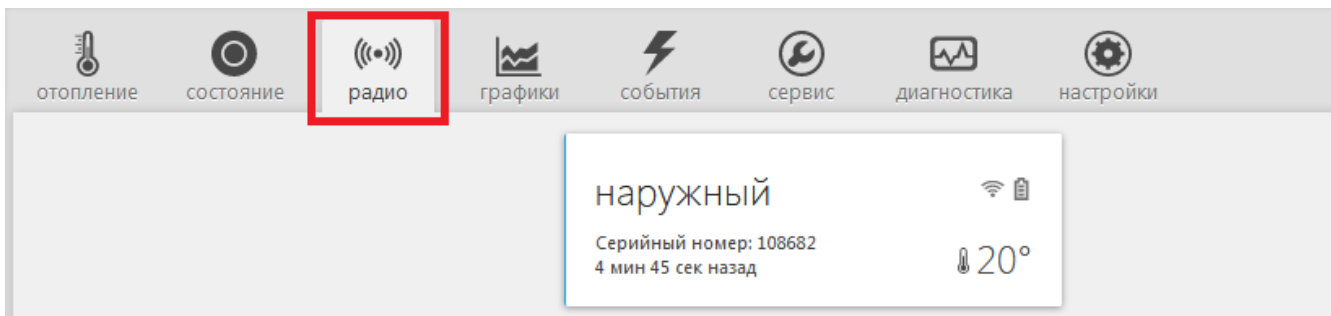 отопление состояние радио графики события сервис диагностика настройки
наружный
Серийный номер: 108682
4 мин 45 сек назад
20°